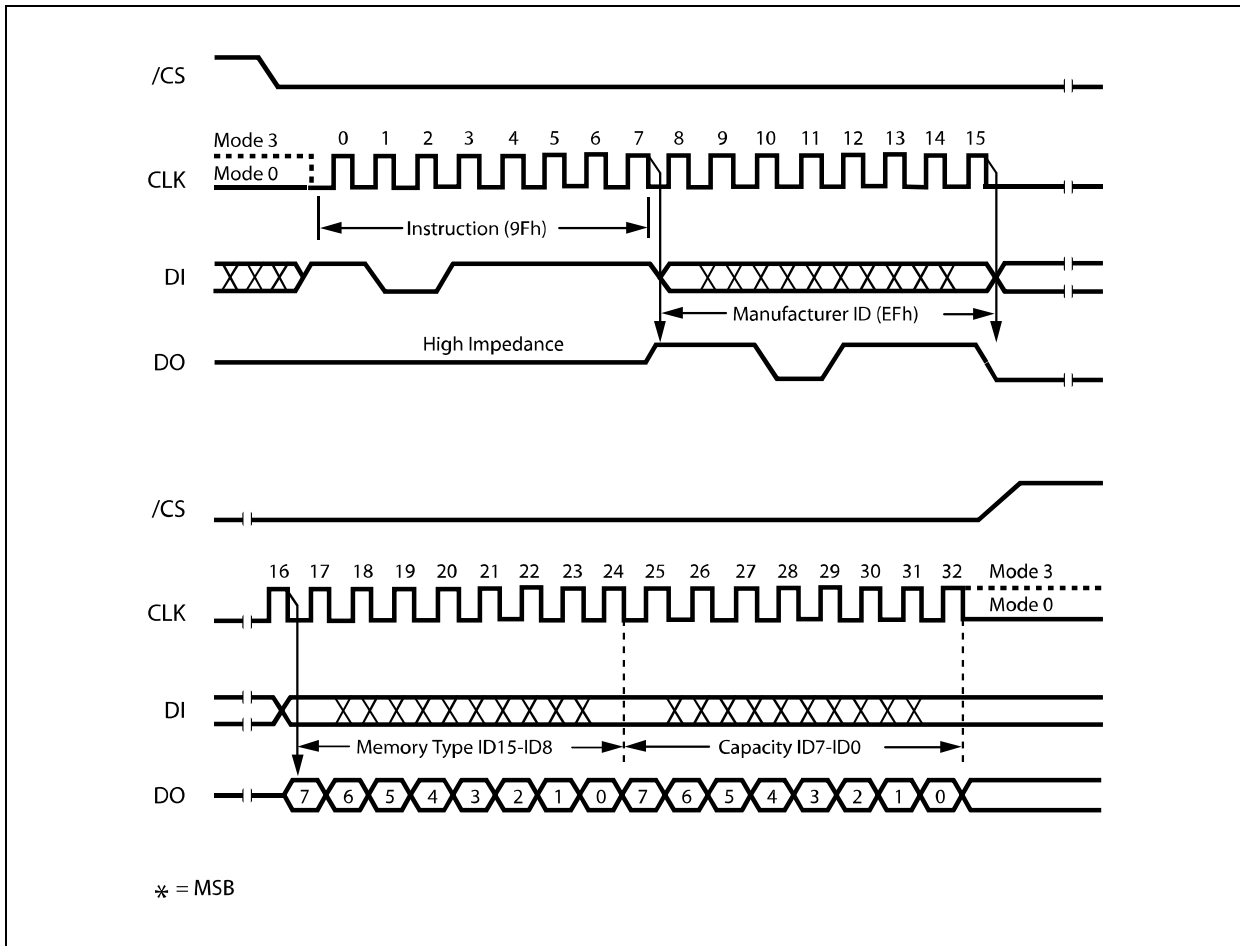 /CS
Mode 3
0 1 2 3 4 5 6 7 8 9 10 11 12 13 14 15
Mode 0
CLK
Instruction (9Fh)
DI
Manufacturer ID (EFh)
High Impedance
DO
/CS
16 17 18 19 20 21 22 23 24 25 26 27 28 29 30 31 32
Mode 3
Mode 0
CLK
DI
Memory Type ID15-ID8
Capacity ID7-ID0
DO
7 6 5 4 3 2 1 0 7 6 5 4 3 2 1 0
* = MSB